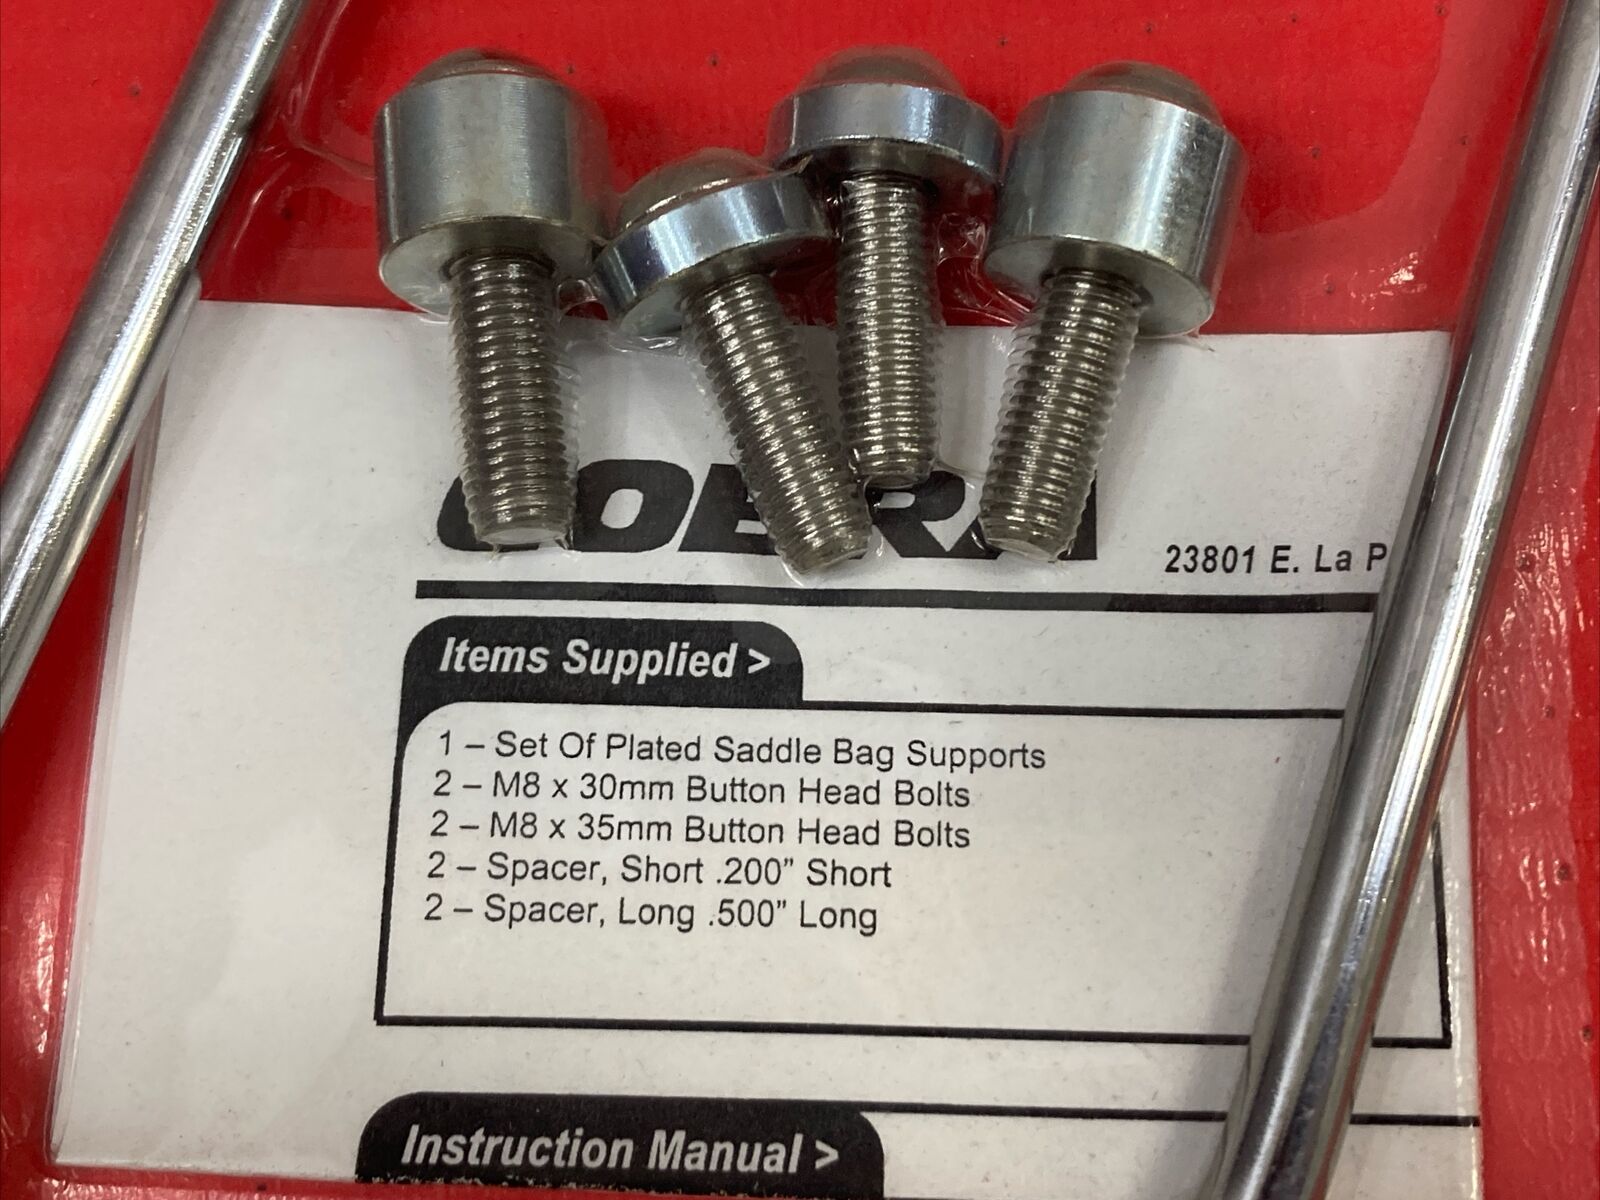 COBRA
23801 E. La P
Items Supplied >
1 – Set Of Plated Saddle Bag Supports
2 – M8 x 30mm Button Head Bolts
2 – M8 x 35mm Button Head Bolts
2 – Spacer, Short .200” Short
2 – Spacer, Long .500” Long
Instruction Manual >